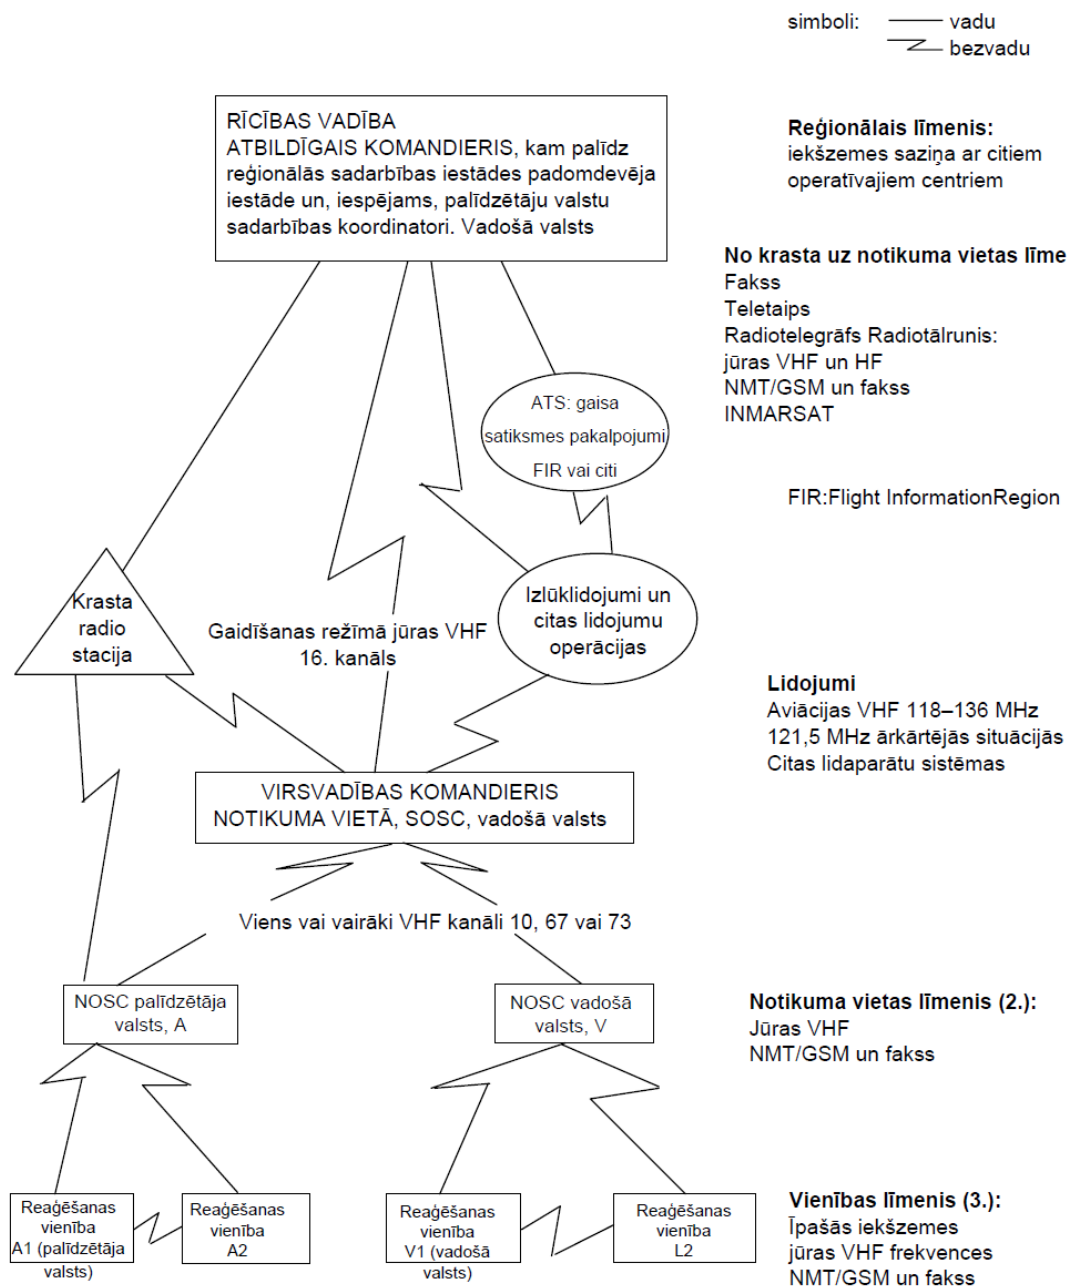 simboli:
vadu
bezvadu
RĪCĪBAS VADĪBA
ATBILDĪGAIS KOMANDIERIS, kam palīdz
reģionālās sadarbības iestādes padomdevēja
iestāde un, iespējams, palīdzētāju valstu
sadarbības koordinatori. Vadošā valsts
Reģionālais līmenis:
iekšzemes saziņa ar citiem
operatīvajiem centriem
No krasta uz notikuma vietas līme
Fakss
Teletaips
Radiotelegrāfs Radiotālrunis:
jūras VHF un HF
NMT/GSM un fakss
INMARSAT
ATS: gaisa
satiksmes pakalpojumi
FIR vai citi
FIR:Flight InformationRegion
Krasta
radio
stacija
Gaidīšanas režīmā jūras VHF
16. kanāls
Izlūklidojumi un
citas lidojumu
operācijas
Lidojumi
Aviācijas VHF 118–136 MHz
121,5 MHz ārkārtējās situācijās
Citas lidaparātu sistēmas
VIRSVADĪBAS KOMANDIERIS
NOTIKUMA VIETĀ, SOSC, vadošā valsts
Viens vai vairāki VHF kanāli 10, 67 vai 73
NOSC palīdzētāja
valsts, A
NOSC vadošā
valsts, V
Notikuma vietas līmenis (2.):
Jūras VHF
NMT/GSM un fakss
Reaģēšanas
vienība
A1 (palīdzētāja
valsts)
Reaģēšanas
vienība
A2
Reaģēšanas
vienība
V1 (vadošā
valsts)
Reaģēšanas
vienība
L2
Vienības līmenis (3.):
Īpašās iekšzemes
jūras VHF frekvences
NMT/GSM un fakss